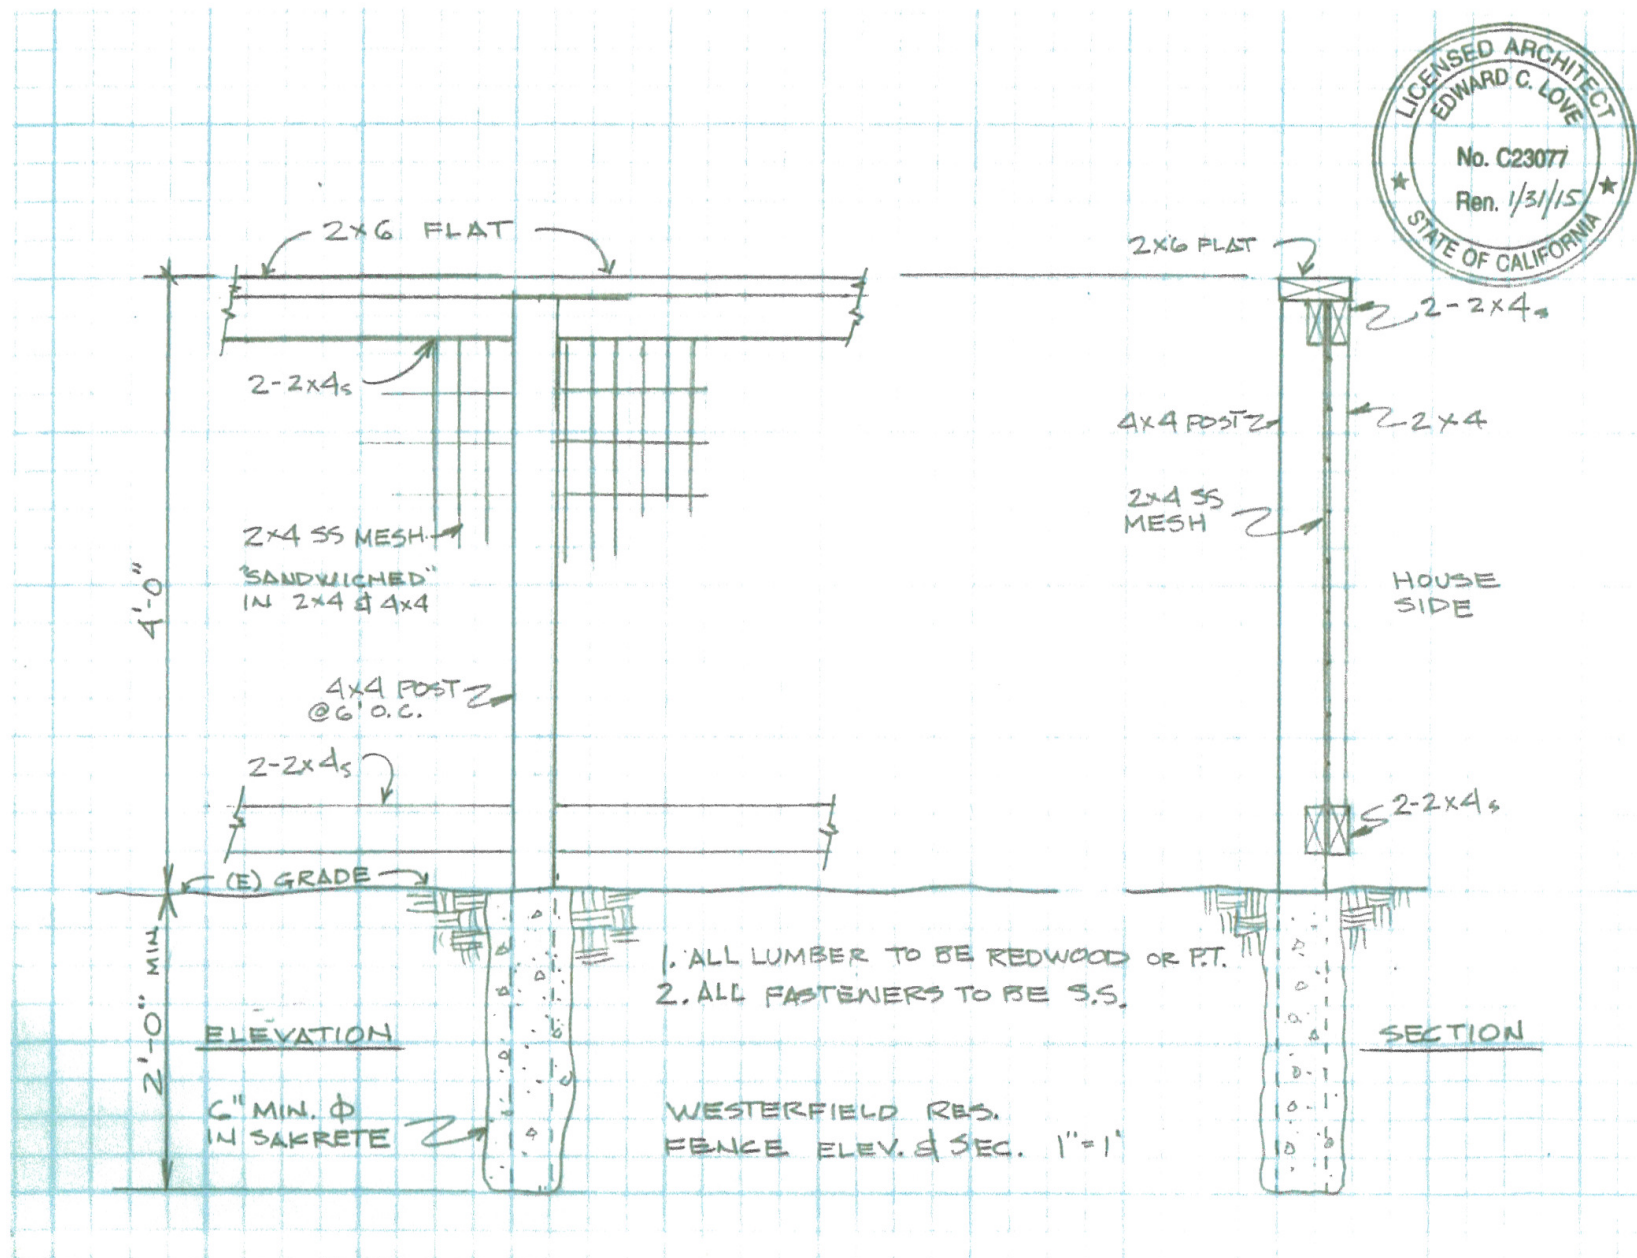 LICENSED ARCHITECT
EDWARD C. LOVE
No. C23077
Ren. 1/31/15
STATE OF CALIFORNIA
2x6 FLAT
2-2x4s
2x4 SS MESH
"SANDWICHED"
IN 2x4 & 4x4
4'-0"
4x4 POST
@ 6' O.C.
2-2x4s
(E) GRADE
2'-0" MIN
ELEVATION
6" MIN. ϕ
IN SAKRETE
1. ALL LUMBER TO BE REDWOOD OR P.T.
2. ALL FASTENERS TO BE S.S.
WESTERFIELD RES.
FENCE ELEV. & SEC. 1"=1'
2x6 FLAT
2-2x4s
4x4 POST
2x4
2x4 SS
MESH
HOUSE
SIDE
2-2x4s
SECTION